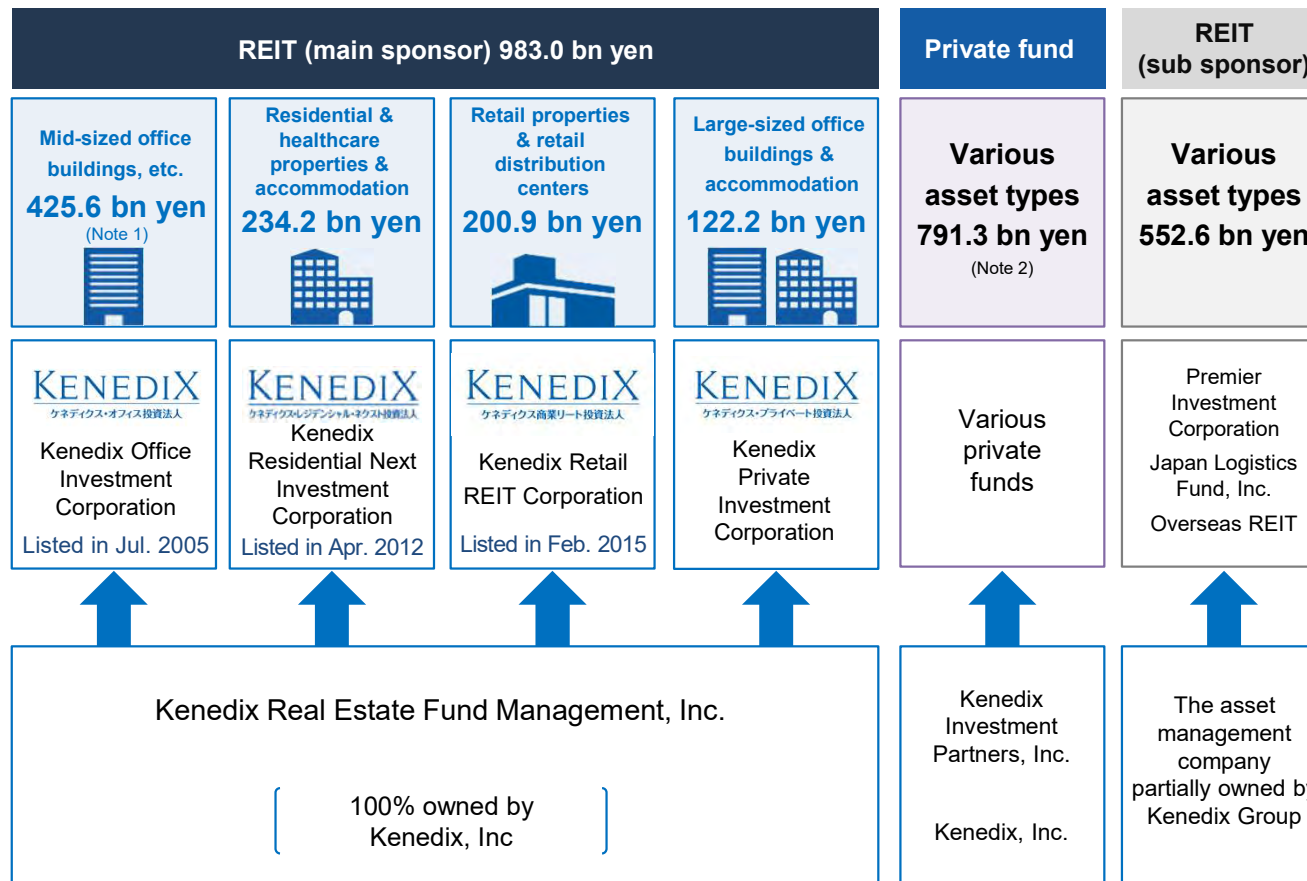 REIT (main sponsor) 983.0 bn yen
Private fund
REIT
(sub sponsor)
Mid-sized office
buildings, etc.
425.6 bn yen
(Note 1)
Residential &
healthcare
properties &
accommodation
234.2 bn yen
Retail properties
& retail
distribution
centers
200.9 bn yen
Large-sized office
buildings &
accommodation
122.2 bn yen
Various
asset types
791.3 bn yen
(Note 2)
Various
asset types
552.6 bn yen
KENEDIX
ケネディクス・オフィス投資法人
Kenedix Office
Investment
Corporation
Listed in Jul. 2005
KENEDIX
ケネディクス・レジデンシャル・ネクスト投資法人
Kenedix
Residential Next
Investment
Corporation
Listed in Apr. 2012
KENEDIX
ケネディクス商業リート投資法人
Kenedix Retail
REIT Corporation
Listed in Feb. 2015
KENEDIX
ケネディクス・プライベート投資法人
Kenedix
Private
Investment
Corporation
Various
private
funds
Premier
Investment
Corporation
Japan Logistics
Fund, Inc.
Overseas REIT
Kenedix Real Estate Fund Management, Inc.
100% owned by
Kenedix, Inc
Kenedix
Investment
Partners, Inc.
Kenedix, Inc.
The asset
management
company
partially owned by
Kenedix Group